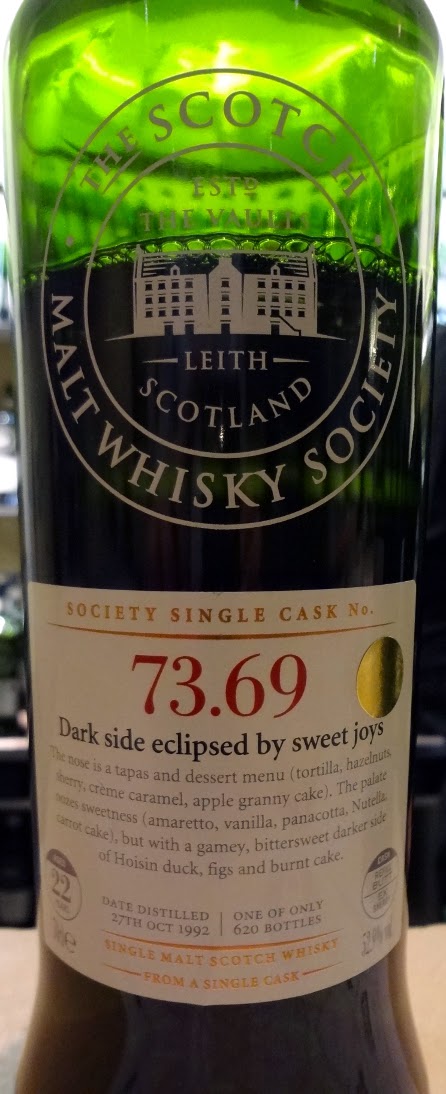 THE SCOTCH
MALT WHISKY SOCIETY
ESTD
THE VAULTS
LEITH
SCOTLAND
SOCIETY SINGLE CASK No.
73.69
Dark side eclipsed by sweet joys
The nose is a tapas and dessert menu (tortilla, hazelnuts,
sherry, crème caramel, apple granny cake). The palate
oozes sweetness (amaretto, vanilla, panacotta, Nutella,
carrot cake), but with a gamey, bittersweet darker side
of Hoisin duck, figs and burnt cake.
22
DATE DISTILLED
27TH OCT 1992
ONE OF ONLY
620 BOTTLES
SINGLE MALT SCOTCH WHISKY
FROM A SINGLE CASK